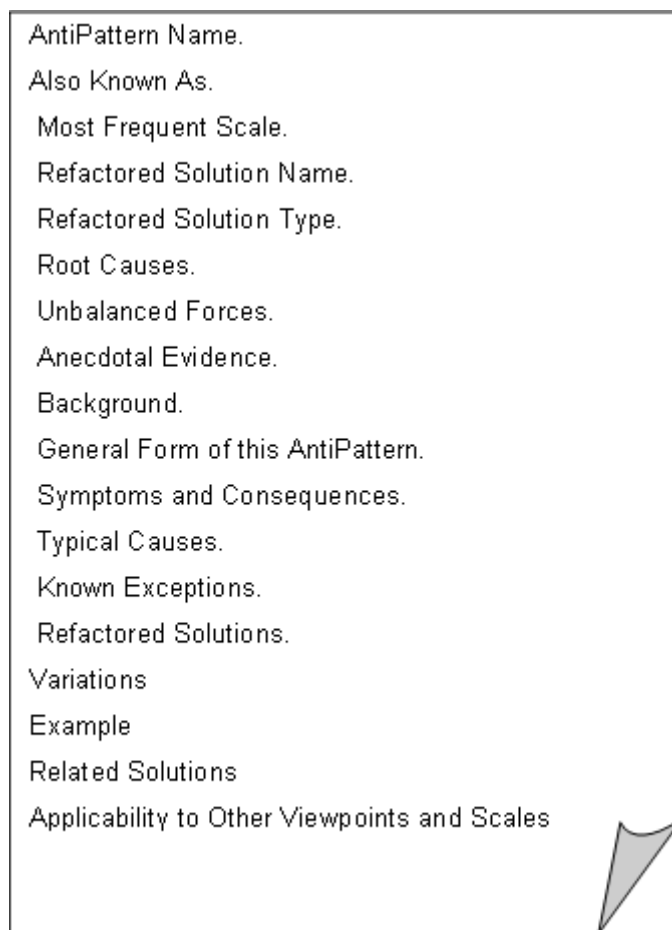 AntiPattern Name.
Also Known As.
Most Frequent Scale.
Refactored Solution Name.
Refactored Solution Type.
Root Causes.
Unbalanced Forces.
Anecdotal Evidence.
Background.
General Form of this AntiPattern.
Symptoms and Consequences.
Typical Causes.
Known Exceptions.
Refactored Solutions.
Variations
Example
Related Solutions
Applicability to Other Viewpoints and Scales